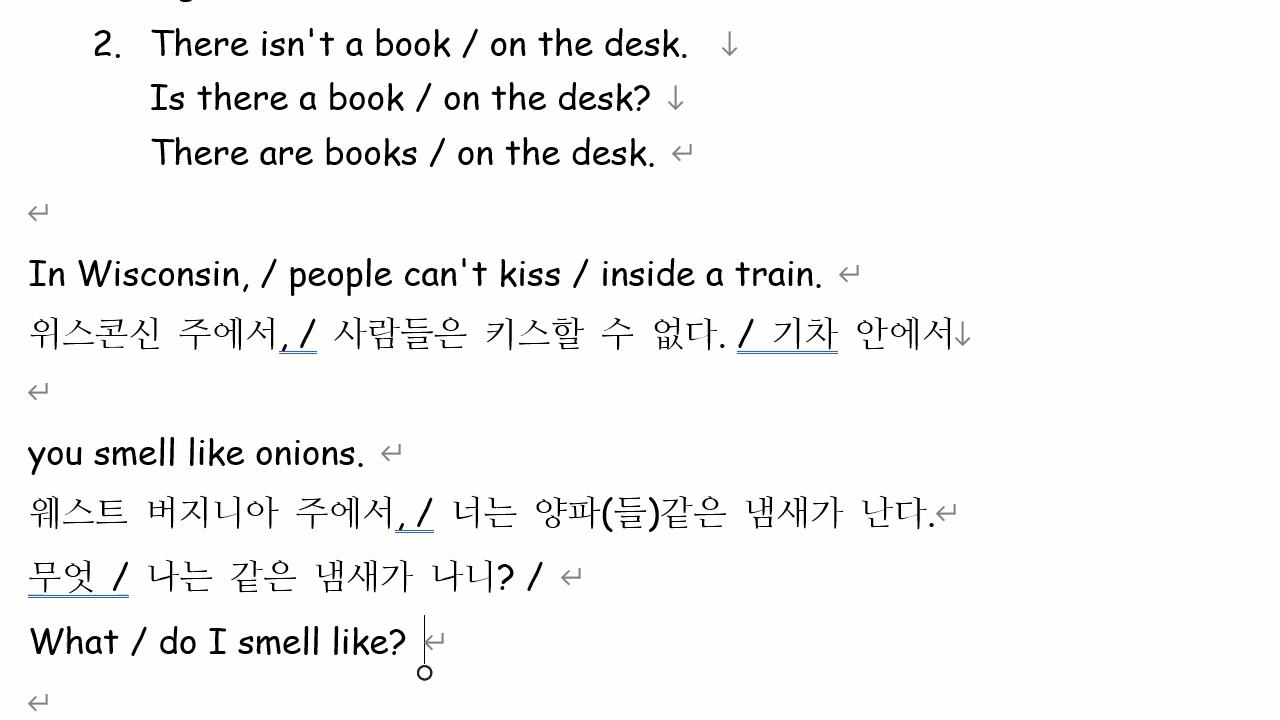 2. There isn't a book / on the desk. ↓
Is there a book / on the desk? ↓
There are books / on the desk. ↵
↵
In Wisconsin, / people can't kiss / inside a train. ↵
위스콘신 주에서, / 사람들은 키스할 수 없다. / 기차 안에서↓
↵
you smell like onions. ↵
웨스트 버지니아 주에서, / 너는 양파(들)같은 냄새가 난다.↵
무엇 / 나는 같은 냄새가 나니? / ↵
What / do I smell like? ↵
↵